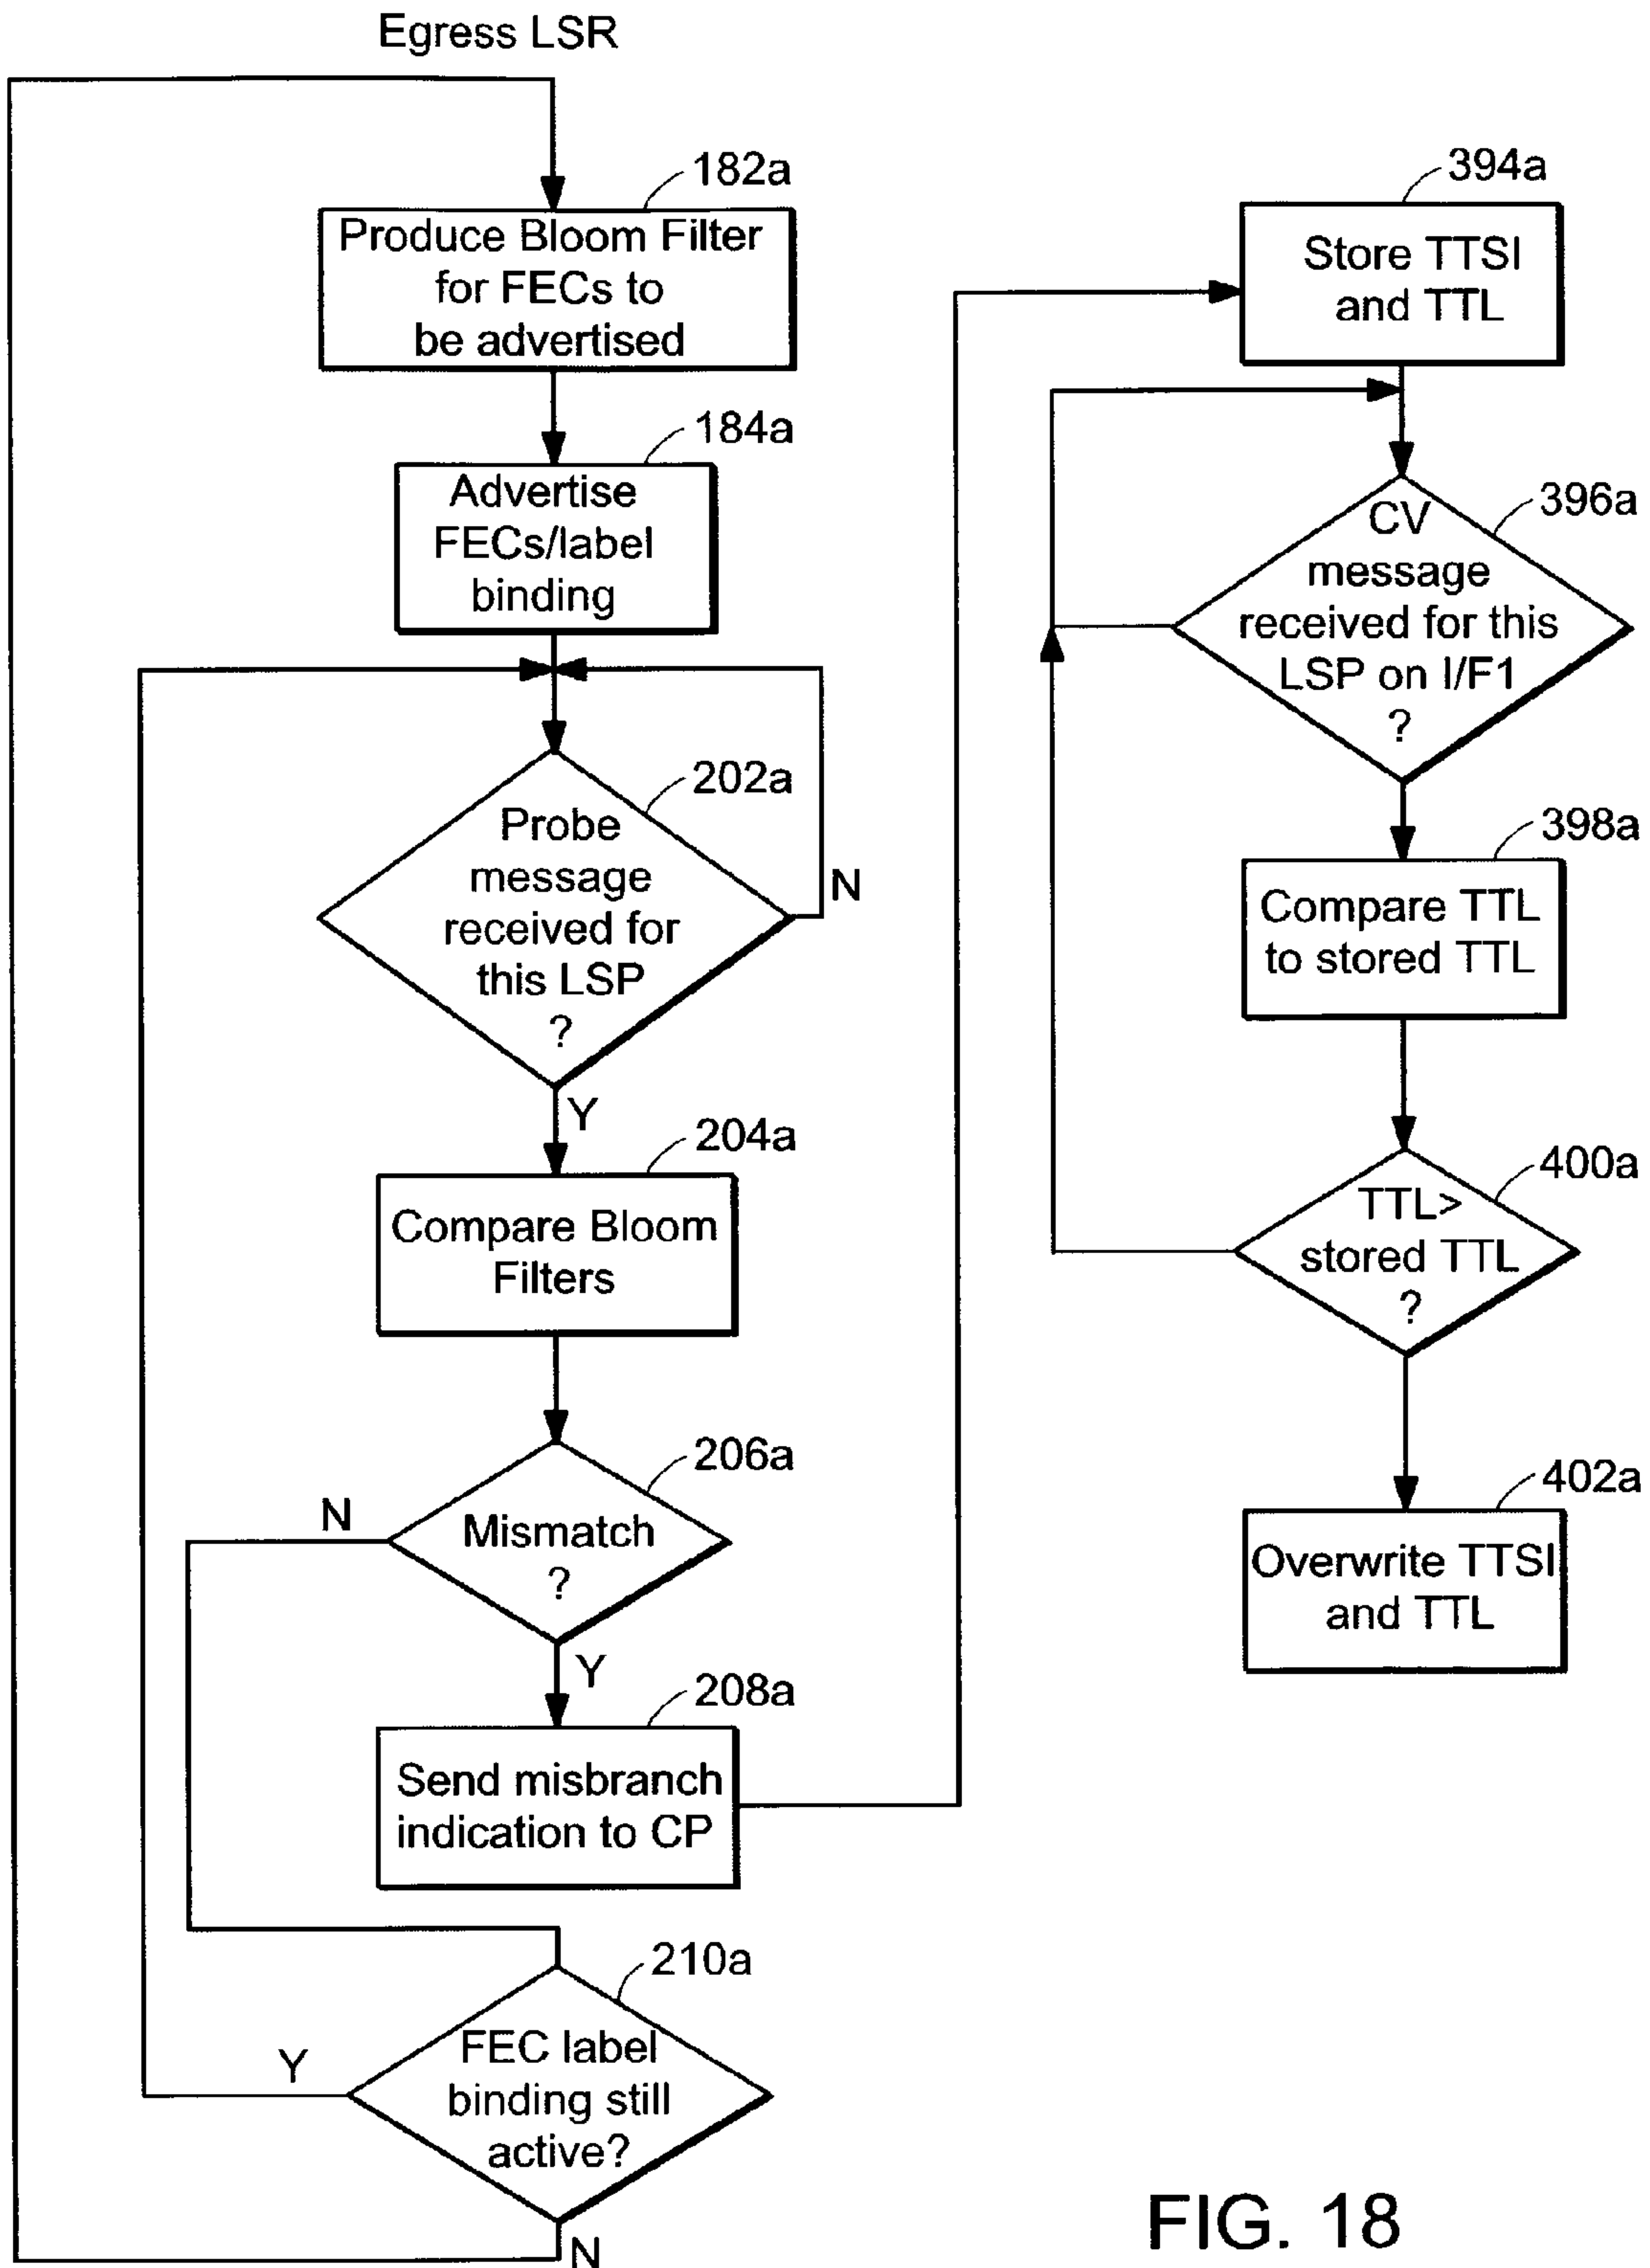 Egress LSR
182a
Produce Bloom Filter
for FECs to
be advertised
184a
Advertise
FECs/label
binding
202a
Probe
message
received for
this LSP
?
N
Y
204a
Compare Bloom
Filters
206a
Mismatch
?
N
Y
208a
Send misbranch
indication to CP
210a
FEC label
binding still
active?
Y
N
394a
Store TTSI
and TTL
396a
CV
message
received for this
LSP on I/F1
?
398a
Compare TTL
to stored TTL
400a
TTL>
stored TTL
?
402a
Overwrite TTSI
and TTL
FIG. 18